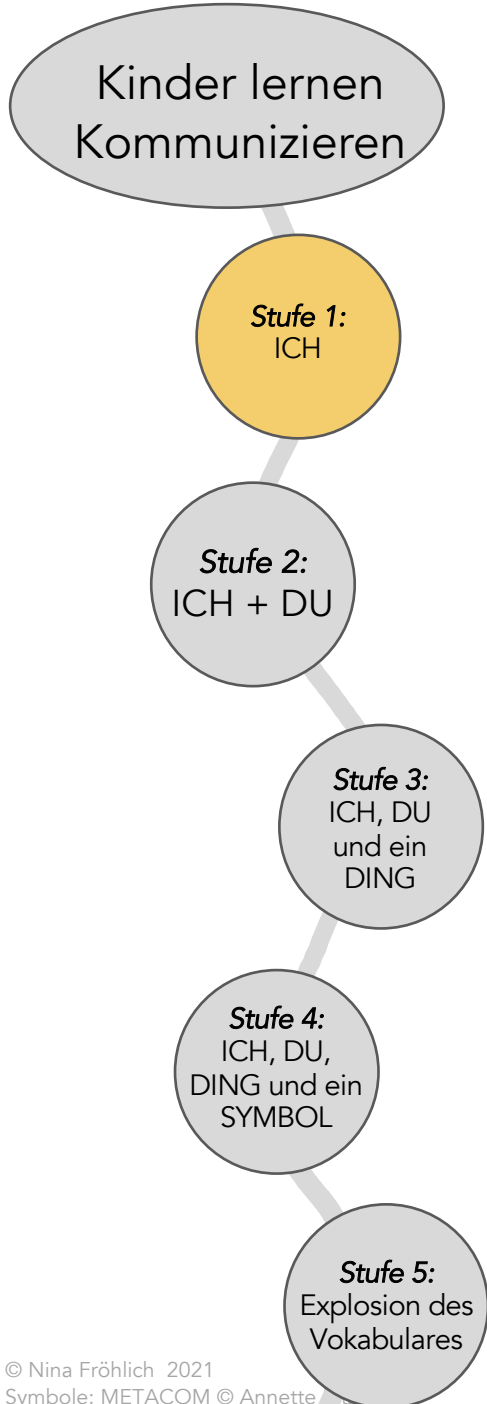 Kinder lernen
Kommunizieren
Stufe 1:
ICH
Stufe 2:
ICH + DU
Stufe 3:
ICH, DU
und ein
DING
Stufe 4:
ICH, DU,
DING und ein
SYMBOL
Stufe 5:
Explosion des
Vokabulares
© Nina Fröhlich 2021
Symbole: METACOM © Annette